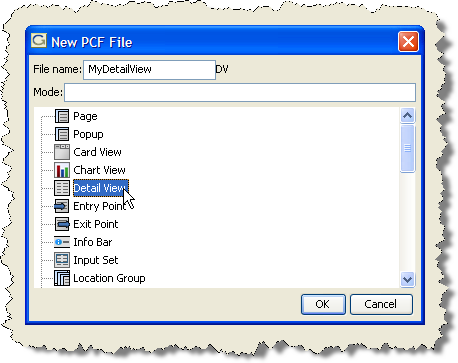 New PCF File
File name: MyDetailView DV
Mode:
Page
Popup
Card View
Chart View
Detail View
Entry Point
Exit Point
Info Bar
Input Set
Location Group
OK Cancel